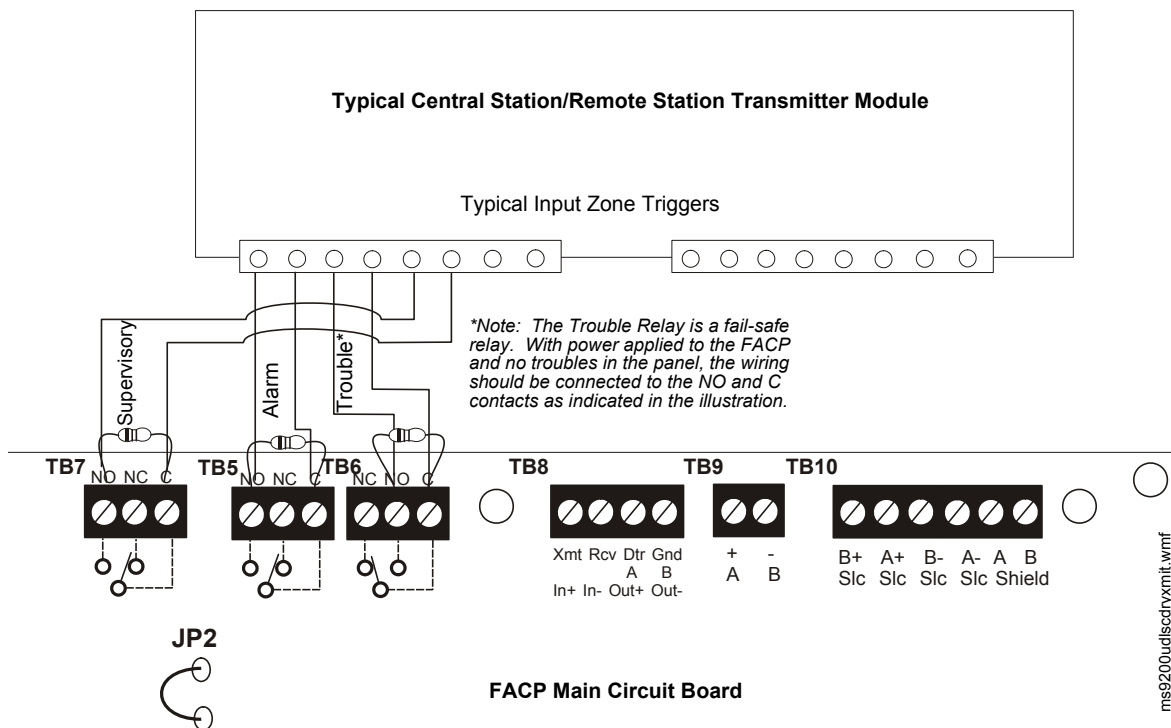 Typical Central Station/Remote Station Transmitter Module
Typical Input Zone Triggers
*Note: The Trouble Relay is a fail-safe
relay. With power applied to the FACP
and no troubles in the panel, the wiring
should be connected to the NO and C
contacts as indicated in the illustration.
Supervisory
Alarm
Trouble*
TB7 TB5 TB6 TB8 TB9 TB10
NO NC C NO NC C NC NO C
Xmt Rcv Dtr Gnd + - B+ A+ B- A- A B
A B A B Slc Slc Slc Slc Shield
In+ In- Out+ Out-
JP2
FACP Main Circuit Board
ms9200udlscdrvxmit.wmf